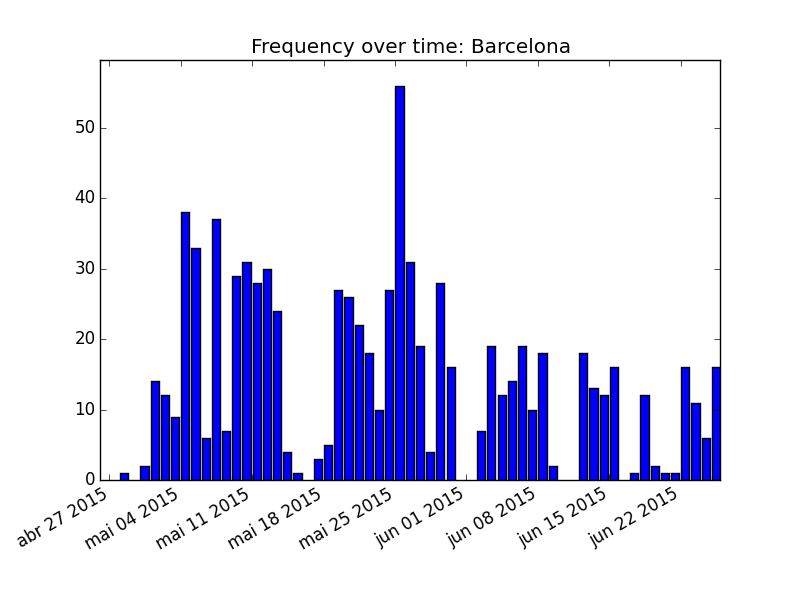 Frequency over time: Barcelona
50
40
30
20
10
0
abr 27 2015
mai 04 2015
mai 11 2015
mai 18 2015
mai 25 2015
jun 01 2015
jun 08 2015
jun 15 2015
jun 22 2015